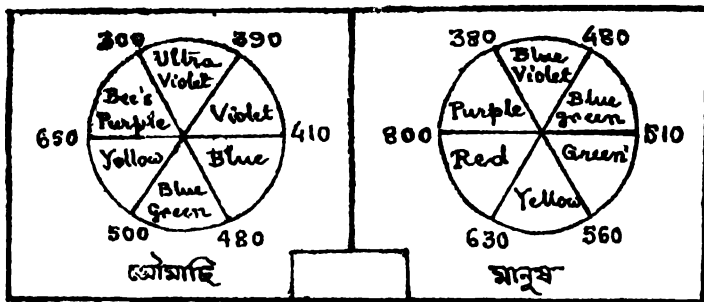 300
390
Ultra
Violet
Bee's
Purple
Violet
650
410
Yellow
Blue
Blue
Green
500
480
মৌমাছি
380
480
Blue
Violet
Purple
Blue
green
800
510
Red
Green
Yellow
630
560
মানুষ